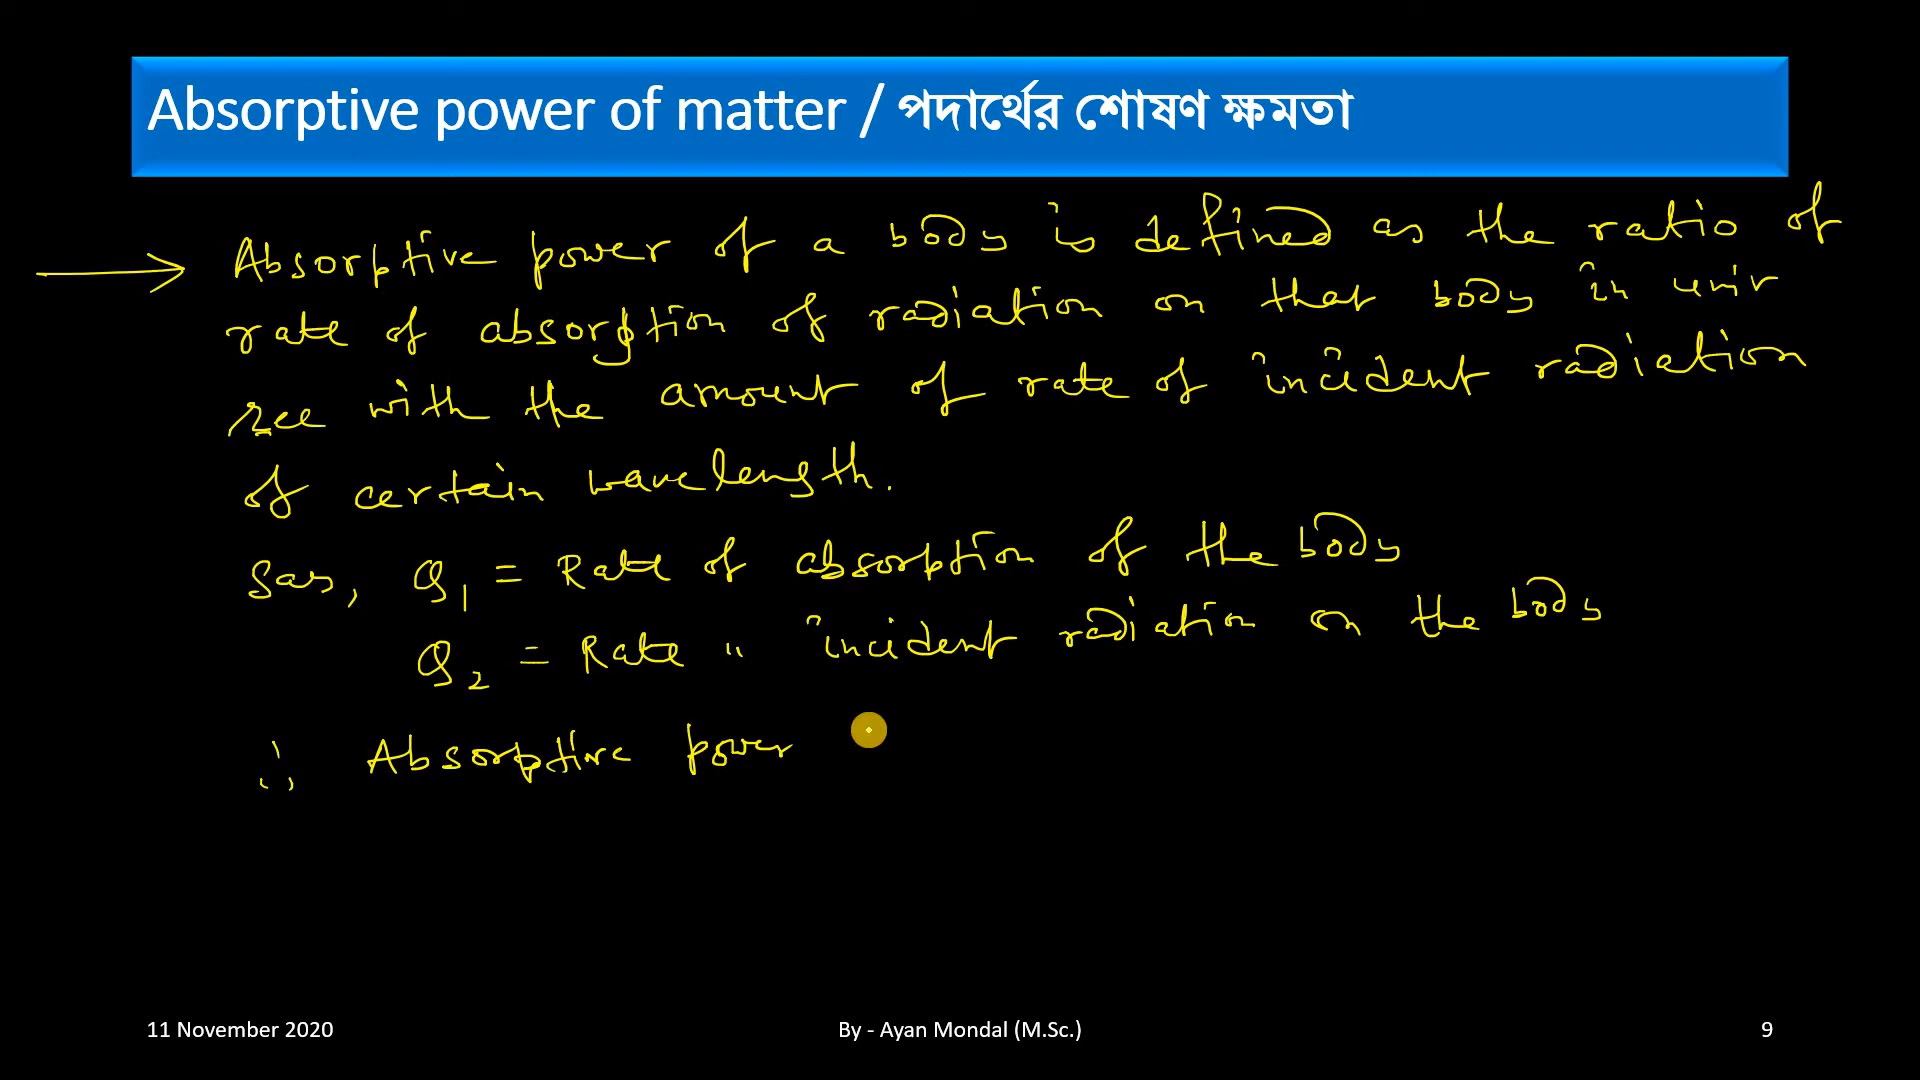 Absorptive power of matter / পদার্থের শোষণ ক্ষমতা
Absorptive power of a body is defined as the ratio of
rate of absorption of radiation on that body in unit
sec with the amount of rate of incident radiation
of certain wavelength.
Say, Q₁ = Rate of absorption of the body
Q₂ = Rate " incident radiation on the body
∴ Absorptive power
11 November 2020
By - Ayan Mondal (M.Sc.)
9